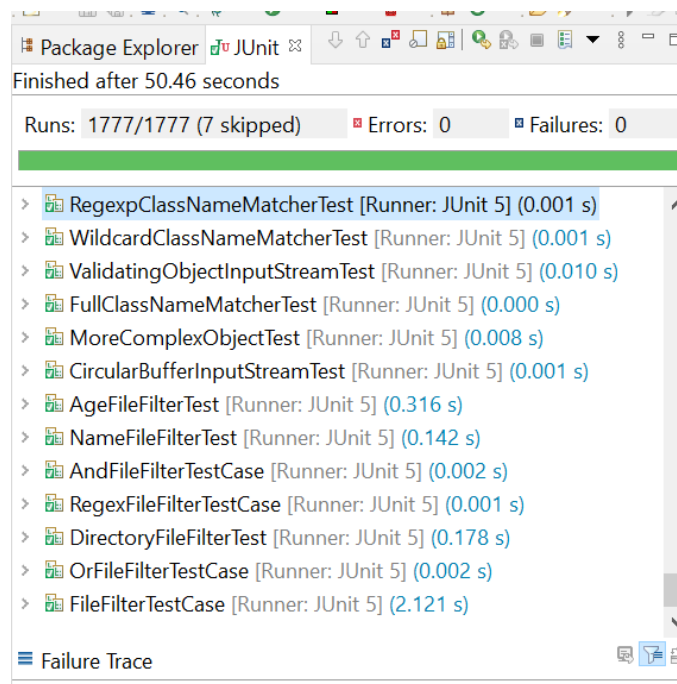 Package Explorer JUnit
Finished after 50.46 seconds
Runs: 1777/1777 (7 skipped) Errors: 0 Failures: 0
RegexpClassNameMatcherTest [Runner: JUnit 5] (0.001 s)
WildcardClassNameMatcherTest [Runner: JUnit 5] (0.001 s)
ValidatingObjectInputStreamTest [Runner: JUnit 5] (0.010 s)
FullClassNameMatcherTest [Runner: JUnit 5] (0.000 s)
MoreComplexObjectTest [Runner: JUnit 5] (0.008 s)
CircularBufferInputStreamTest [Runner: JUnit 5] (0.001 s)
AgeFileFilterTest [Runner: JUnit 5] (0.316 s)
NameFileFilterTest [Runner: JUnit 5] (0.142 s)
AndFileFilterTestCase [Runner: JUnit 5] (0.002 s)
RegexFileFilterTestCase [Runner: JUnit 5] (0.001 s)
DirectoryFileFilterTest [Runner: JUnit 5] (0.178 s)
OrFileFilterTestCase [Runner: JUnit 5] (0.002 s)
FileFilterTestCase [Runner: JUnit 5] (2.121 s)
Failure Trace